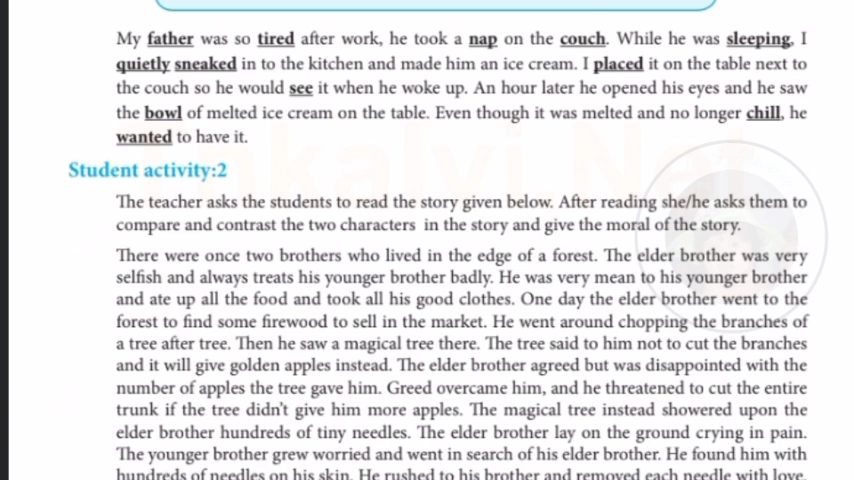 My father was so tired after work, he took a nap on the couch. While he was sleeping, I
quietly sneaked in to the kitchen and made him an ice cream. I placed it on the table next to
the couch so he would see it when he woke up. An hour later he opened his eyes and he saw
the bowl of melted ice cream on the table. Even though it was melted and no longer chill, he
wanted to have it.
Student activity:2
The teacher asks the students to read the story given below. After reading she/he asks them to
compare and contrast the two characters in the story and give the moral of the story.
There were once two brothers who lived in the edge of a forest. The elder brother was very
selfish and always treats his younger brother badly. He was very mean to his younger brother
and ate up all the food and took all his good clothes. One day the elder brother went to the
forest to find some firewood to sell in the market. He went around chopping the branches of
a tree after tree. Then he saw a magical tree there. The tree said to him not to cut the branches
and it will give golden apples instead. The elder brother agreed but was disappointed with the
number of apples the tree gave him. Greed overcame him, and he threatened to cut the entire
trunk if the tree didn't give him more apples. The magical tree instead showered upon the
elder brother hundreds of tiny needles. The elder brother lay on the ground crying in pain.
The younger brother grew worried and went in search of his elder brother. He found him with
hundreds of needles on his skin. He rushed to his brother and removed each needle with love.